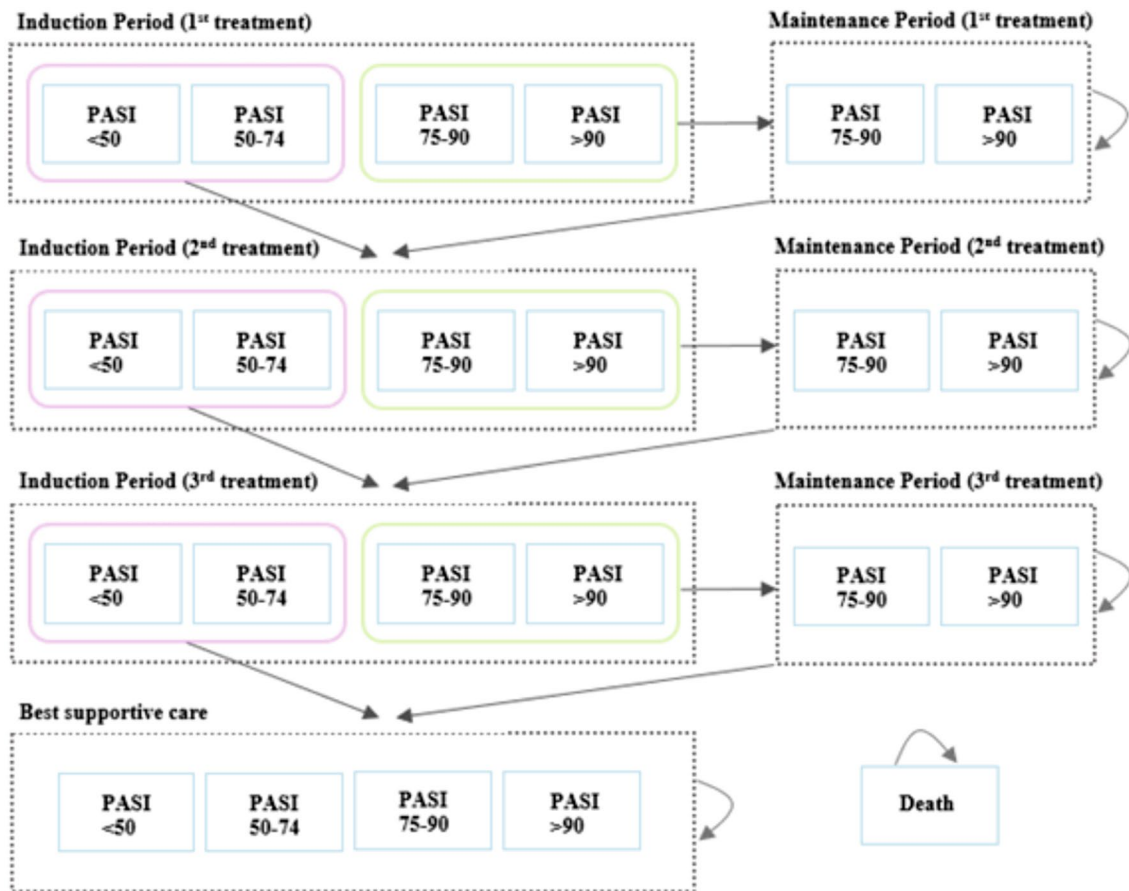 Induction Period (1st treatment)
Maintenance Period (1st treatment)
PASI
<50
PASI
50-74
PASI
75-90
PASI
>90
PASI
75-90
PASI
>90
Induction Period (2nd treatment)
Maintenance Period (2nd treatment)
PASI
<50
PASI
50-74
PASI
75-90
PASI
>90
PASI
75-90
PASI
>90
Induction Period (3rd treatment)
Maintenance Period (3rd treatment)
PASI
<50
PASI
50-74
PASI
75-90
PASI
>90
PASI
75-90
PASI
>90
Best supportive care
PASI
<50
PASI
50-74
PASI
75-90
PASI
>90
Death